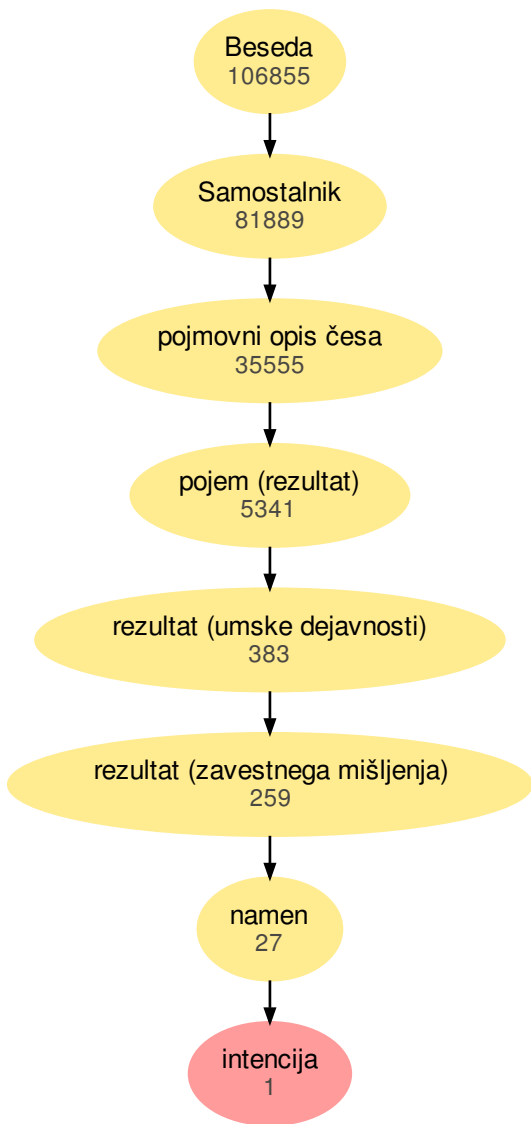 Beseda
106855
Samostalnik
81889
pojmovni opis česa
35555
pojem (rezultat)
5341
rezultat (umske dejavnosti)
383
rezultat (zavestnega mišljenja)
259
namen
27
intencija
1